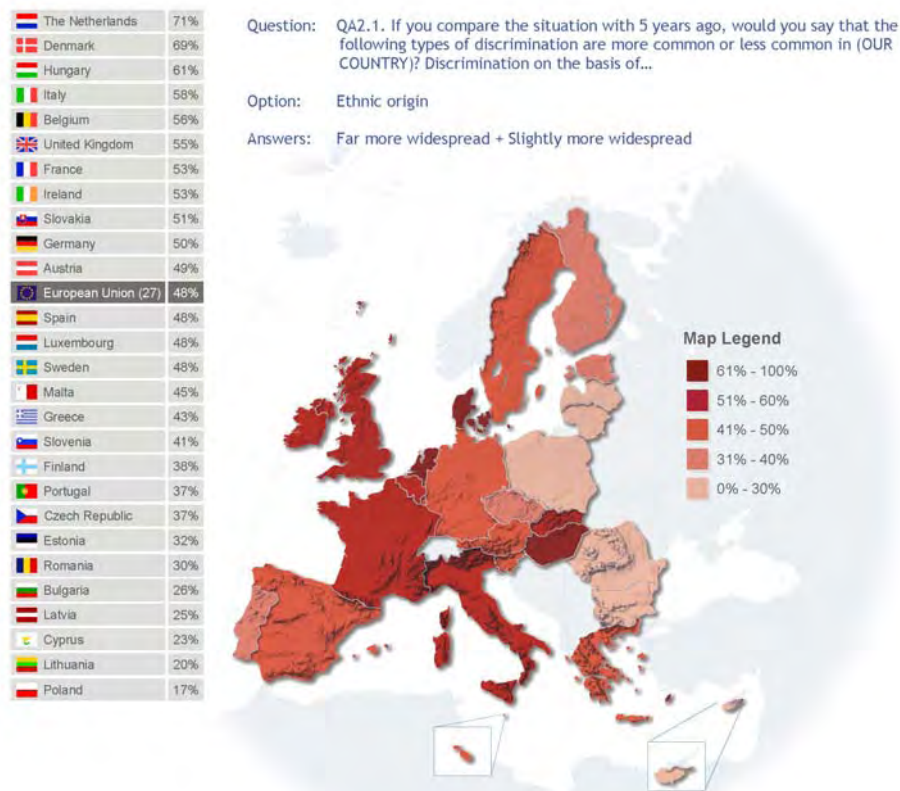 The Netherlands 71%
Denmark 69%
Hungary 61%
Italy 58%
Belgium 56%
United Kingdom 55%
France 53%
Ireland 53%
Slovakia 51%
Germany 50%
Austria 49%
European Union (27) 48%
Spain 48%
Luxembourg 48%
Sweden 48%
Malta 45%
Greece 43%
Slovenia 41%
Finland 38%
Portugal 37%
Czech Republic 37%
Estonia 32%
Romania 30%
Bulgaria 26%
Latvia 25%
Cyprus 23%
Lithuania 20%
Poland 17%
Question: QA2.1. If you compare the situation with 5 years ago, would you say that the
following types of discrimination are more common or less common in (OUR
COUNTRY)? Discrimination on the basis of...
Option: Ethnic origin
Answers: Far more widespread + Slightly more widespread
Map Legend
61% - 100%
51% - 60%
41% - 50%
31% - 40%
0% - 30%